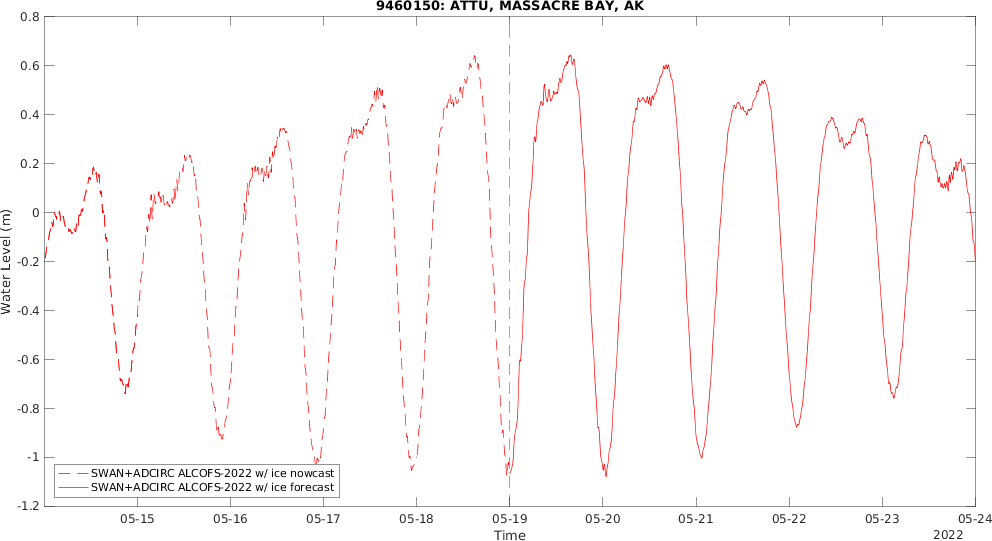 9460150: ATTU, MASSACRE BAY, AK
Water Level (m)
0.8
0.6
0.4
0.2
0
-0.2
-0.4
-0.6
-0.8
-1
-1.2
SWAN+ADCIRC ALCOFS-2022 w/ ice nowcast
SWAN+ADCIRC ALCOFS-2022 w/ ice forecast
05-15 05-16 05-17 05-18 05-19 05-20 05-21 05-22 05-23 05-24
Time
2022